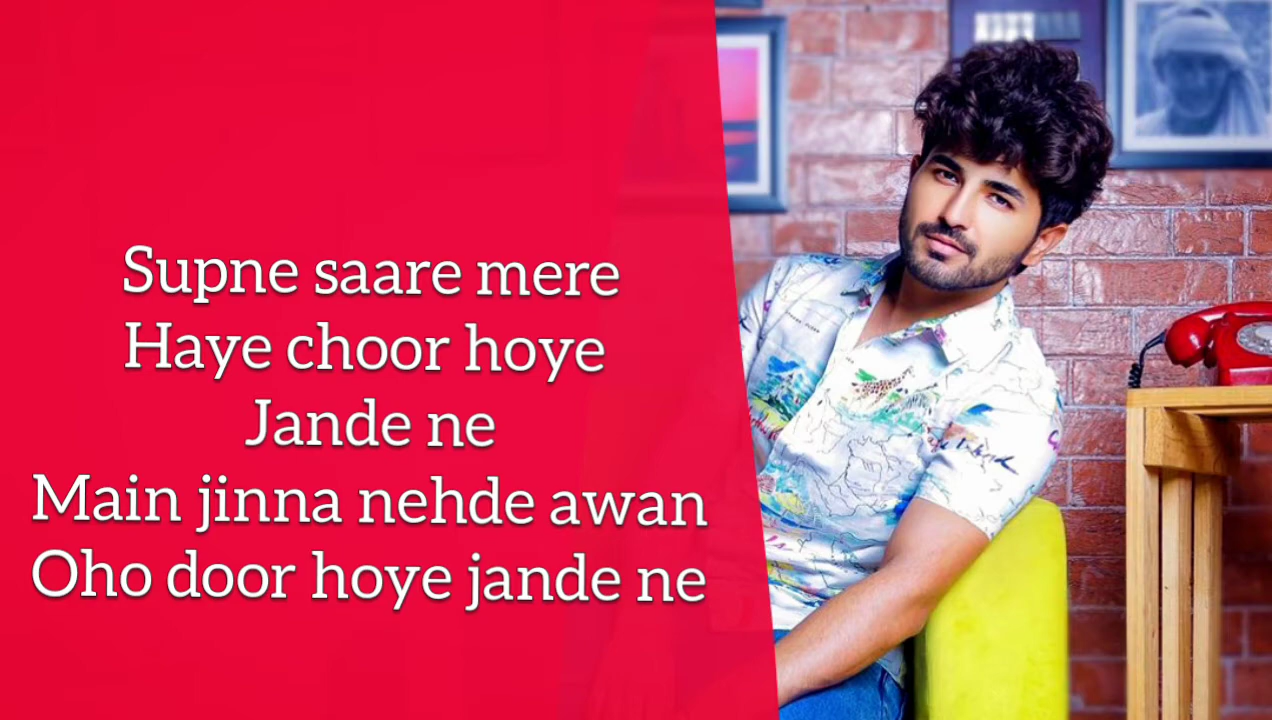 Supne saare mere
Haye choor hoye
Jande ne
Main jinna nehde awan
Oho door hoye jande ne